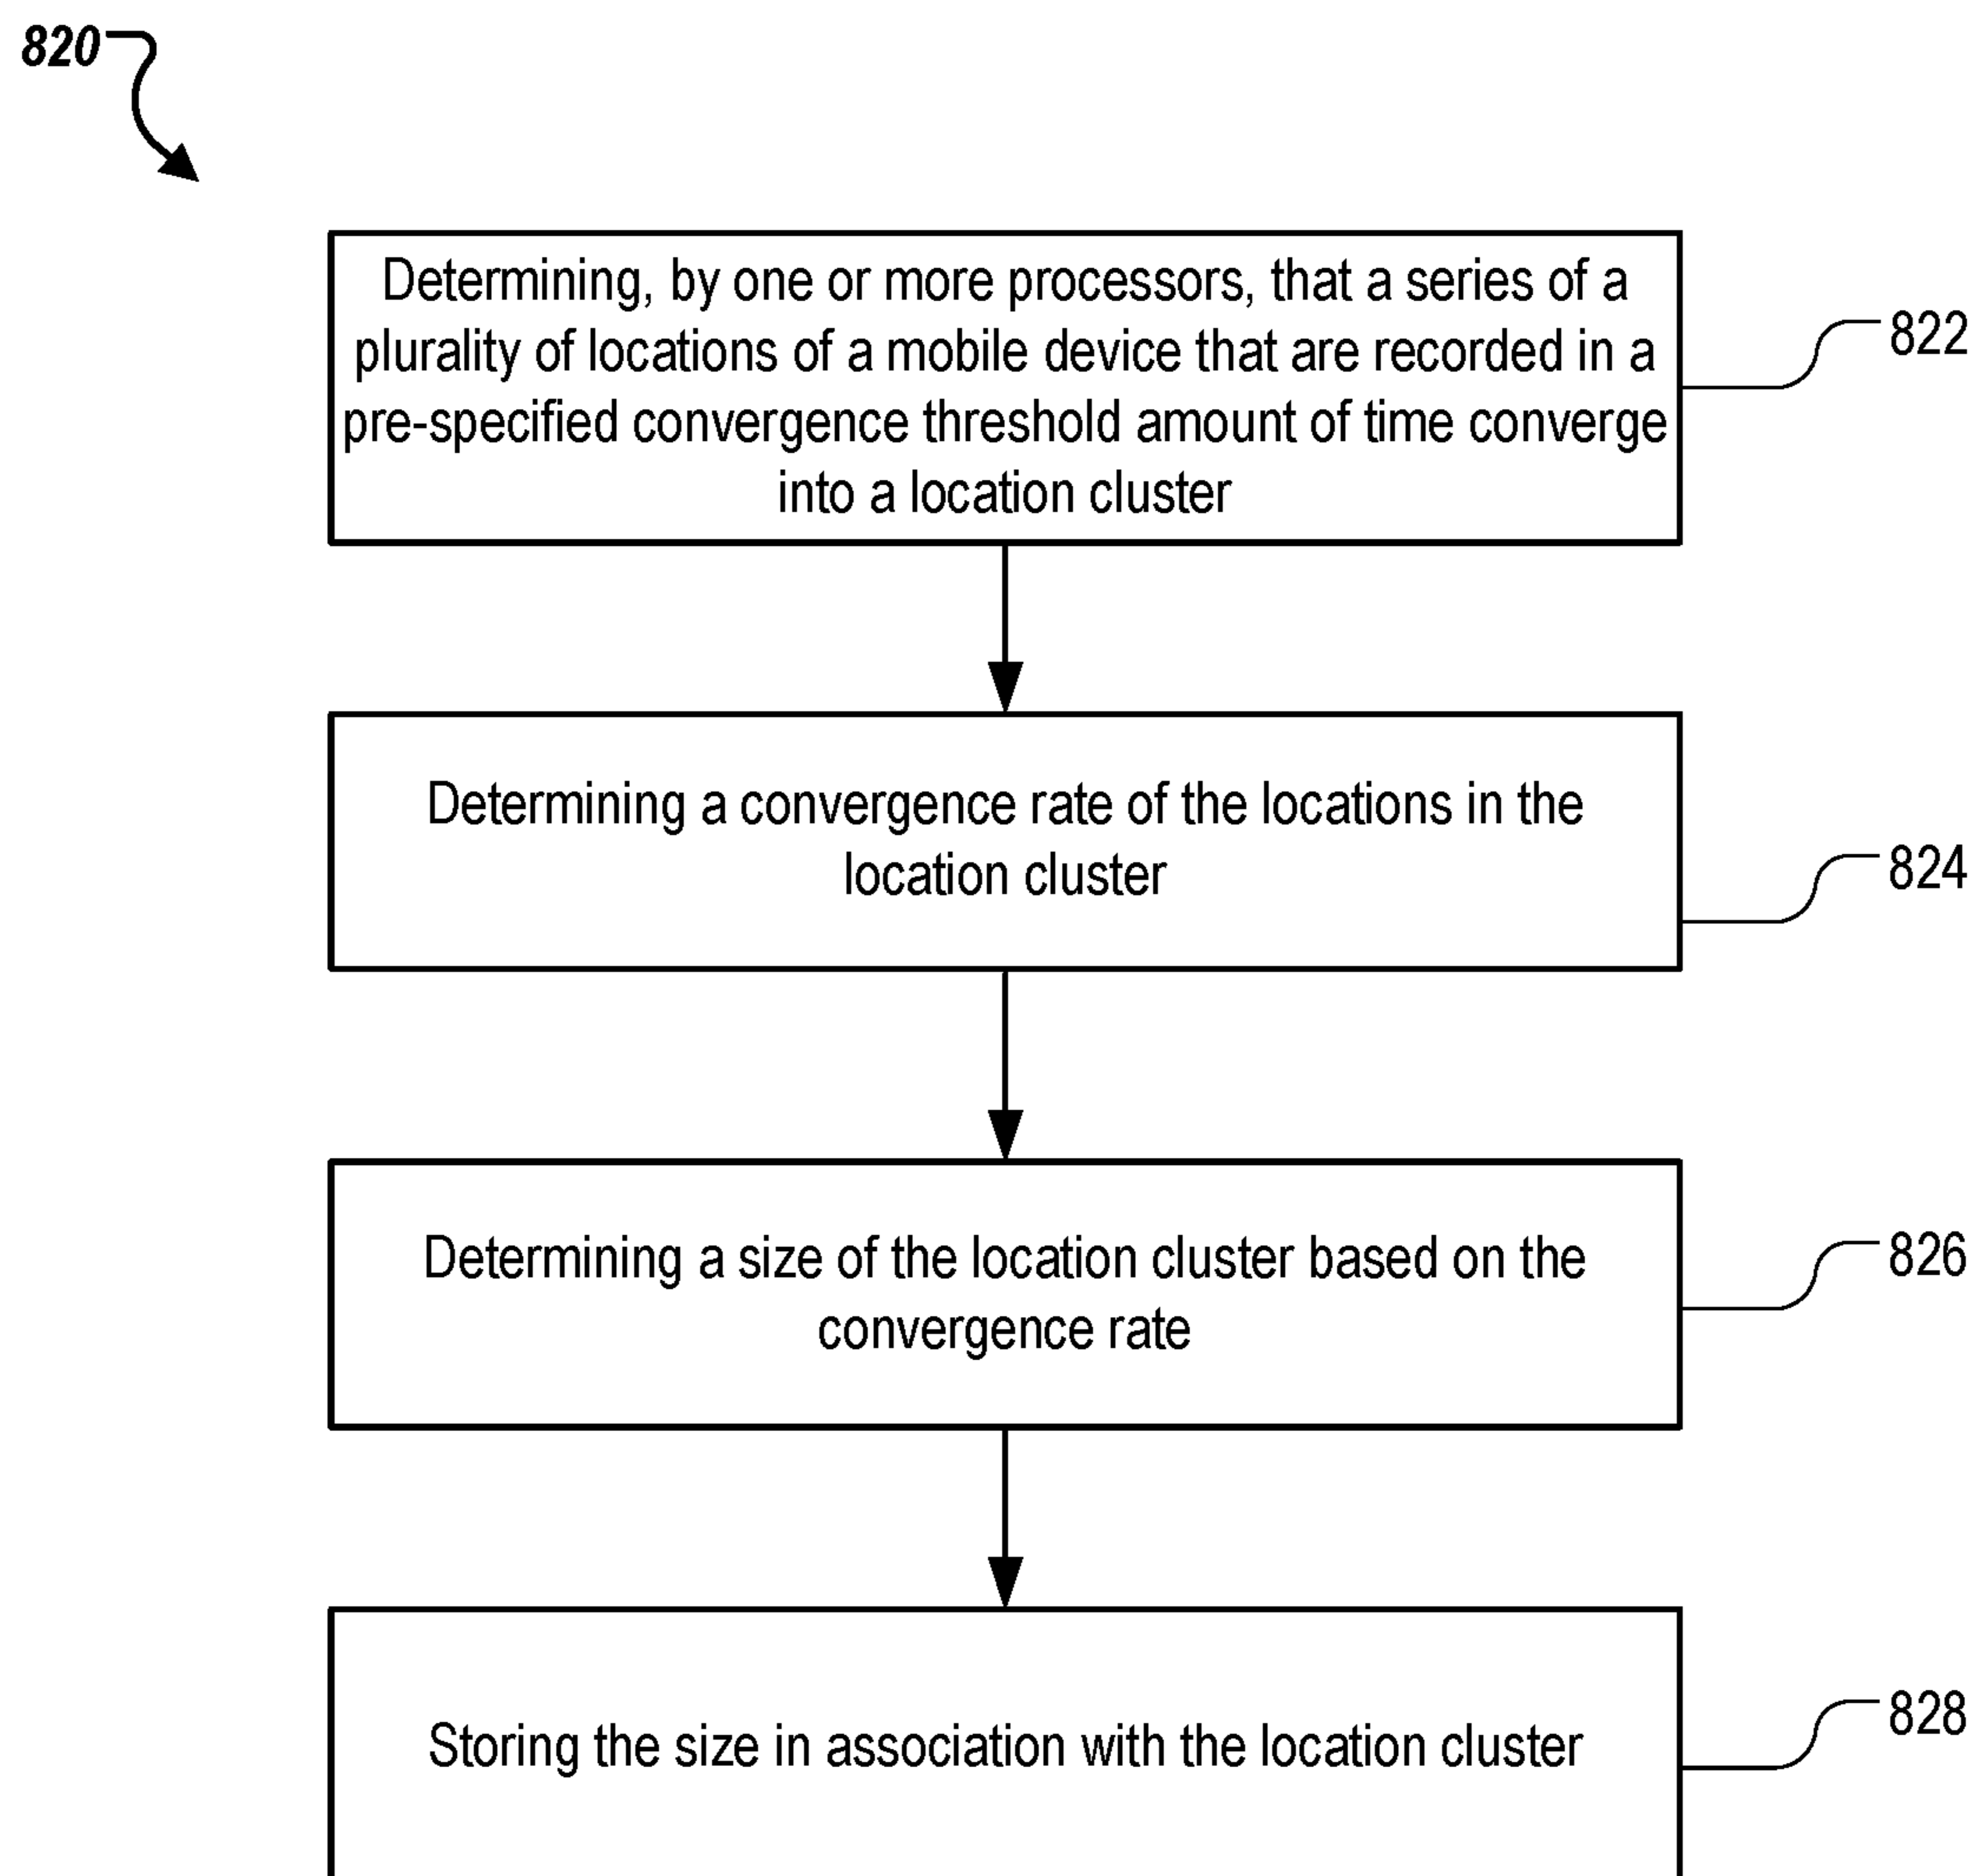 820
Determining, by one or more processors, that a series of a
plurality of locations of a mobile device that are recorded in a
pre-specified convergence threshold amount of time converge
into a location cluster
822
Determining a convergence rate of the locations in the
location cluster
824
Determining a size of the location cluster based on the
convergence rate
826
Storing the size in association with the location cluster
828